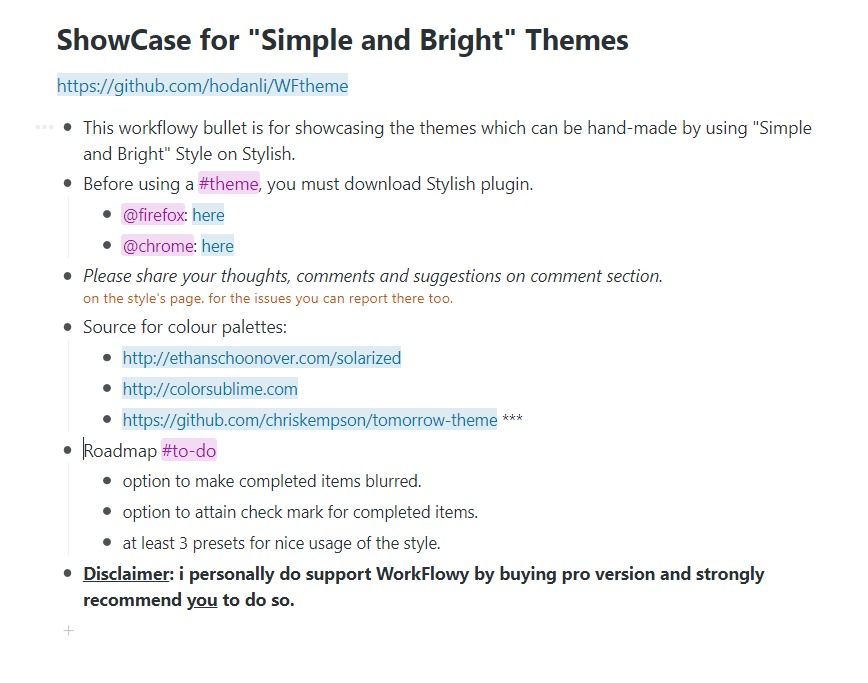 ShowCase for "Simple and Bright" Themes
https://github.com/hodanli/WFtheme
This workflowy bullet is for showcasing the themes which can be hand-made by using "Simple
and Bright" Style on Stylish.
Before using a #theme, you must download Stylish plugin.
@firefox: here
@chrome: here
Please share your thoughts, comments and suggestions on comment section.
on the style's page. for the issues you can report there too.
Source for colour palettes:
http://ethanschoonover.com/solarized
http://colorsublime.com
https://github.com/chriskempson/tomorrow-theme ***
Roadmap #to-do
option to make completed items blurred.
option to attain check mark for completed items.
at least 3 presets for nice usage of the style.
Disclaimer: i personally do support WorkFlowy by buying pro version and strongly
recommend you to do so.